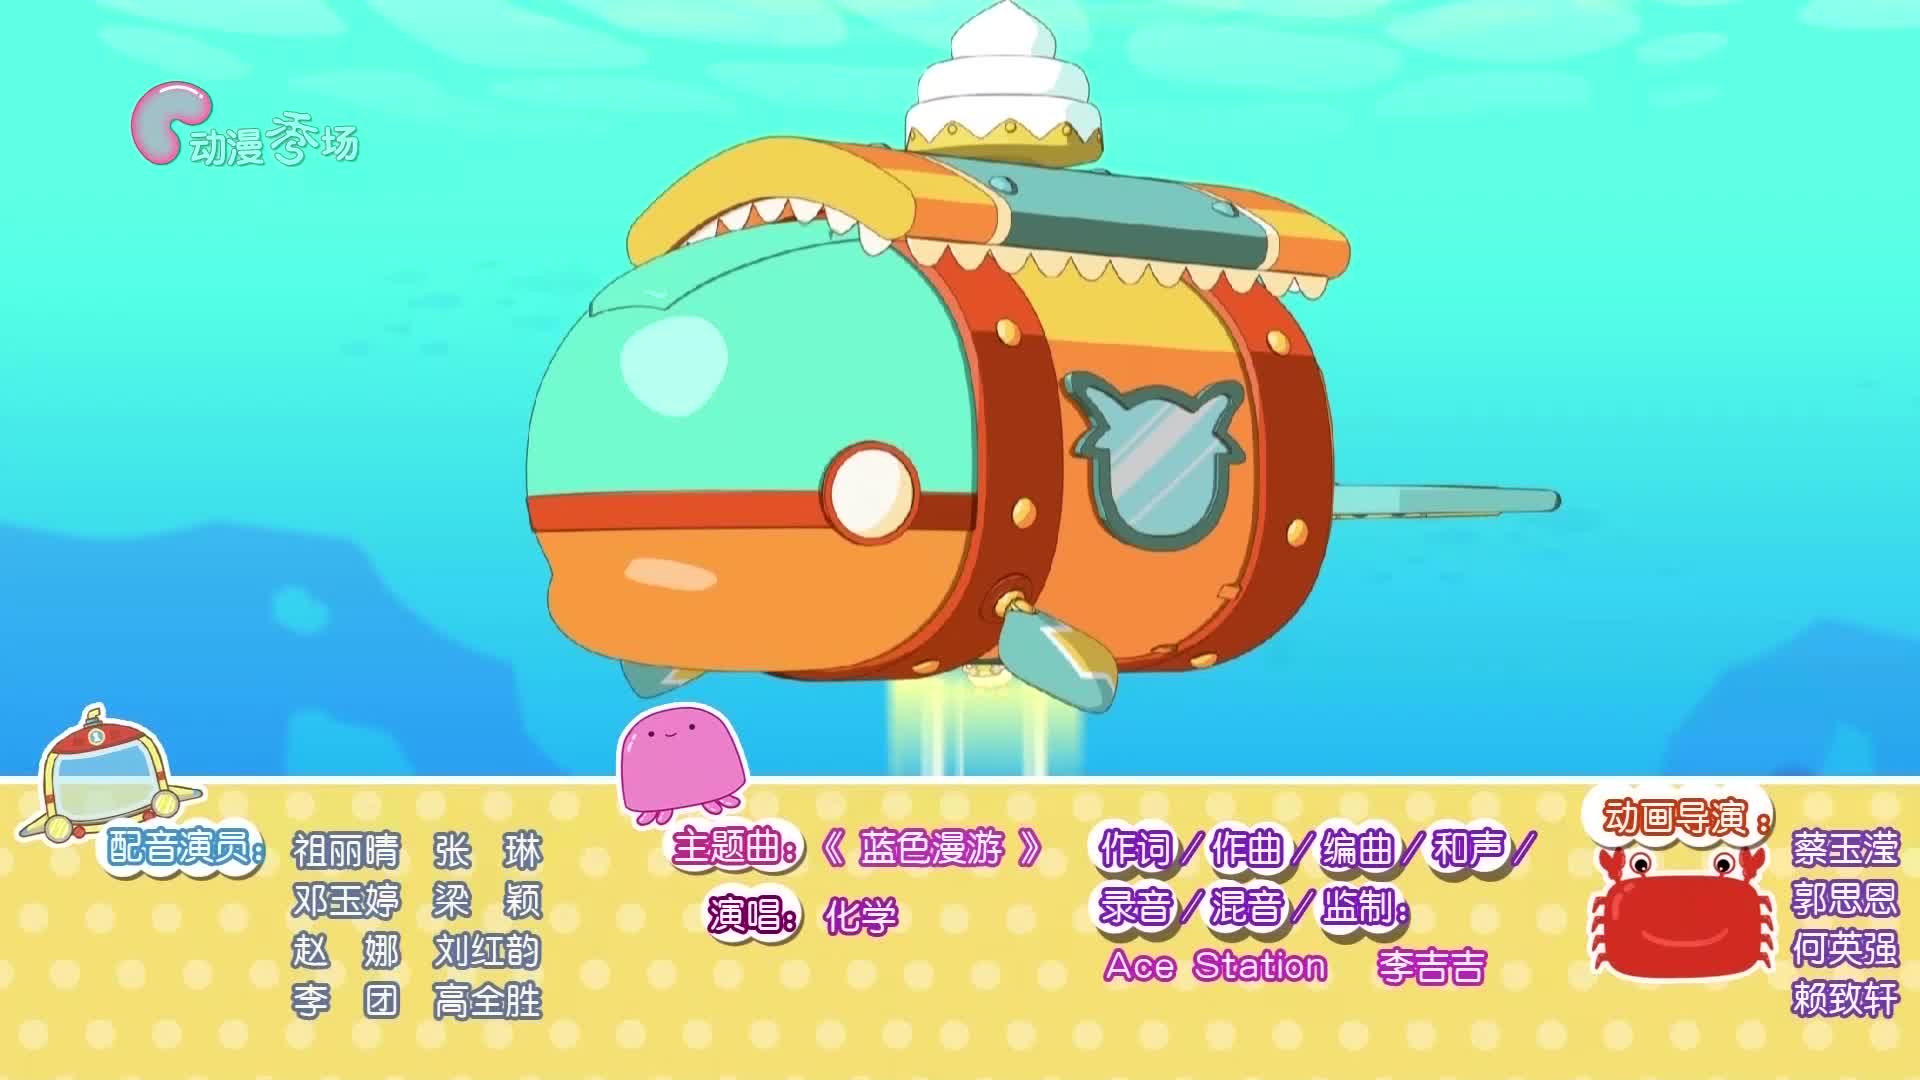 动漫秀场
配音演员:
祖丽晴 张 琳
邓玉婷 梁 颖
赵 娜 刘红韵
李 团 高全胜
主题曲: 《 蓝色漫游 》
演唱: 化学
作词/作曲/编曲/和声/
录音/混音/监制:
Ace Station 李吉吉
动画导演:
蔡玉滢
郭思恩
何英强
赖致轩
1